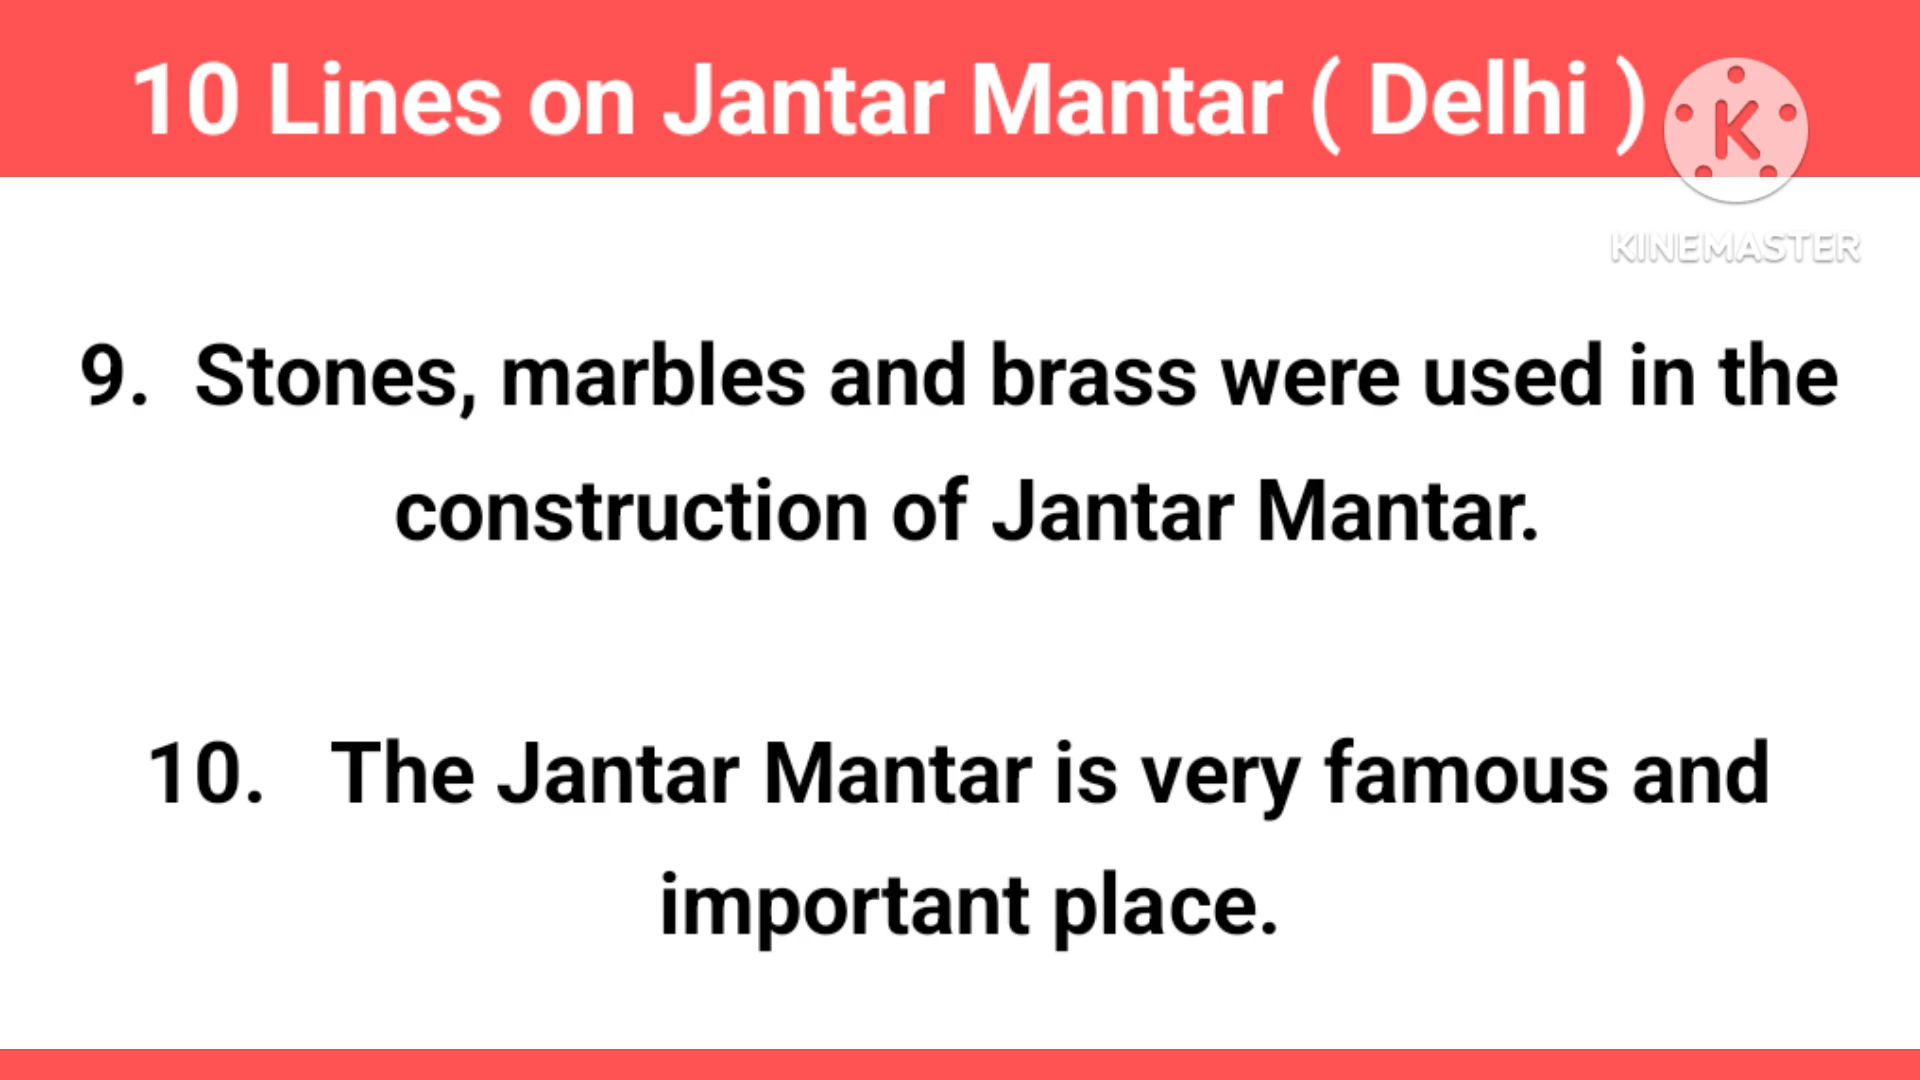 10 Lines on Jantar Mantar ( Delhi )
K
KINEMASTER
9. Stones, marbles and brass were used in the
construction of Jantar Mantar.
10. The Jantar Mantar is very famous and
important place.